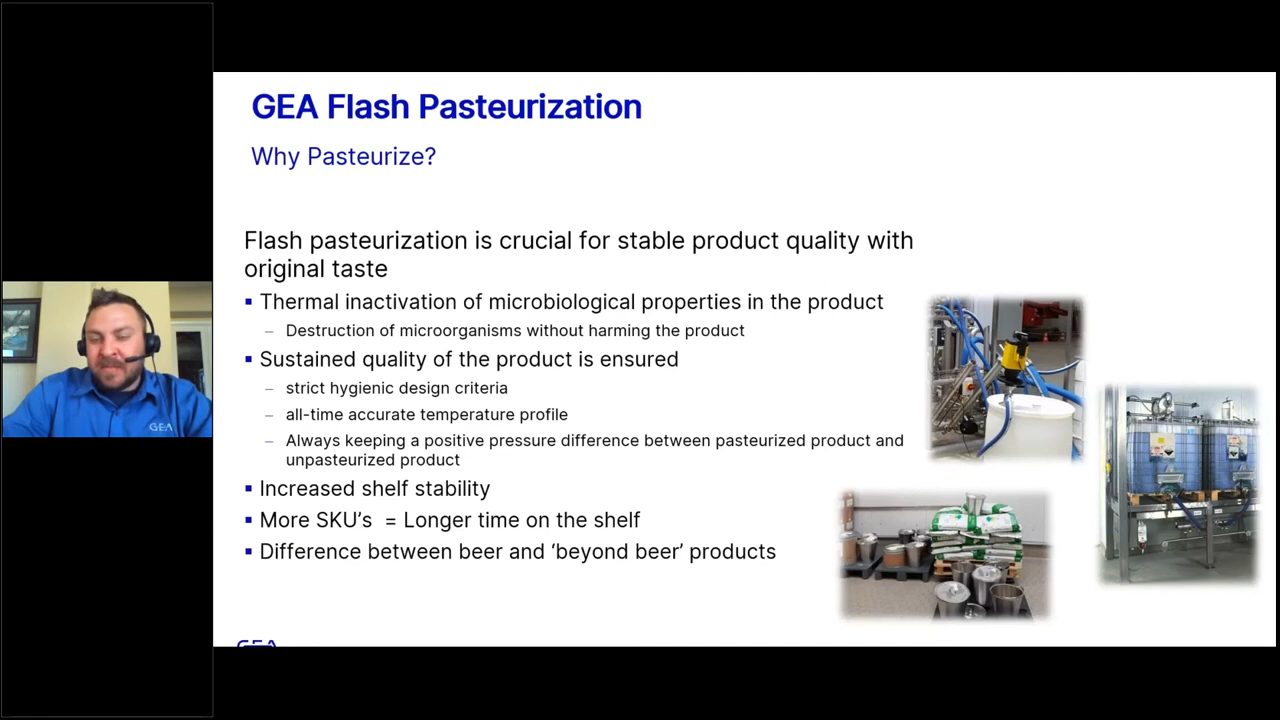 GEA Flash Pasteurization
Why Pasteurize?
Flash pasteurization is crucial for stable product quality with
original taste
▪ Thermal inactivation of microbiological properties in the product
– Destruction of microorganisms without harming the product
▪ Sustained quality of the product is ensured
– strict hygienic design criteria
– all-time accurate temperature profile
– Always keeping a positive pressure difference between pasteurized product and
unpasteurized product
▪ Increased shelf stability
▪ More SKU’s = Longer time on the shelf
▪ Difference between beer and ‘beyond beer’ products
GEA
GEA